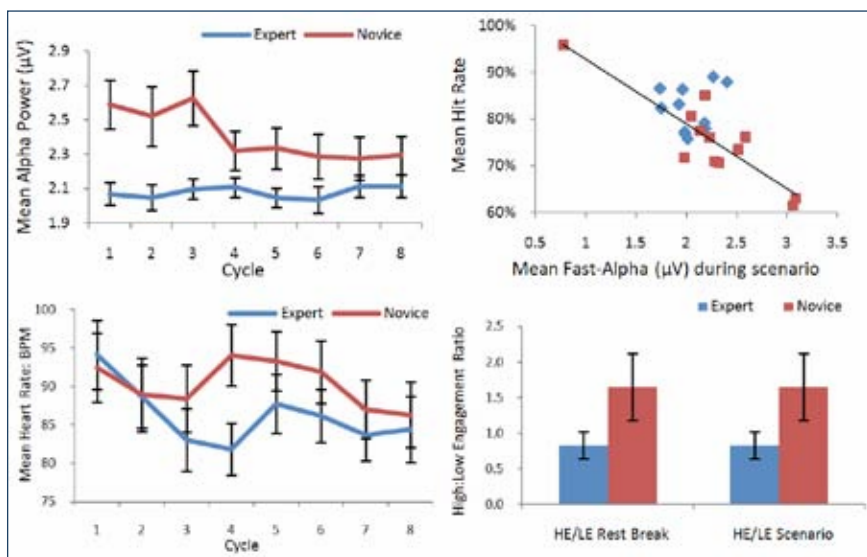 Expert Novice
Mean Alpha Power (µV)
2.9
2.7
2.5
2.3
2.1
1.9
1 2 3 4 5 6 7 8
Cycle
Mean Hit Rate
100%
90%
80%
70%
60%
0.5 1 1.5 2 2.5 3 3.5
Mean Fast-Alpha (µV) during scenario
Expert Novice
Mean Heart Rate: BPM
100
95
90
85
80
75
1 2 3 4 5 6 7 8
Cycle
Expert Novice
High:Low Engagement Ratio
2.5
2.0
1.5
1.0
0.5
0.0
HE/LE Rest Break HE/LE Scenario